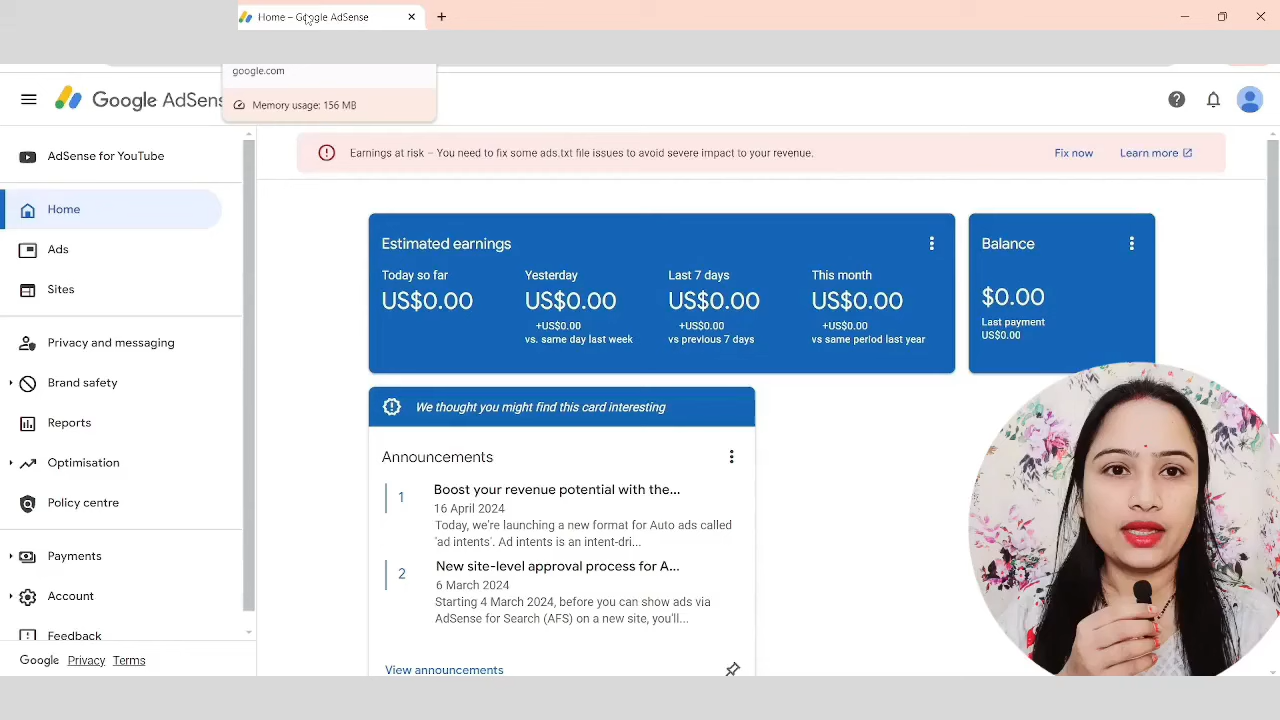 Home – Google AdSense
google.com
Memory usage: 156 MB
Google AdSens
Earnings at risk – You need to fix some ads.txt file issues to avoid severe impact to your revenue.
Fix now
Learn more
AdSense for YouTube
Home
Ads
Sites
Privacy and messaging
Brand safety
Reports
Optimisation
Policy centre
Payments
Account
Feedback
Google Privacy Terms
Estimated earnings
Today so far
US$0.00
Yesterday
US$0.00
+US$0.00
vs. same day last week
Last 7 days
US$0.00
+US$0.00
vs previous 7 days
This month
US$0.00
+US$0.00
vs same period last year
Balance
$0.00
Last payment
US$0.00
We thought you might find this card interesting
Announcements
1
Boost your revenue potential with the...
16 April 2024
Today, we're launching a new format for Auto ads called
'ad intents'. Ad intents is an intent-dri...
2
New site-level approval process for A...
6 March 2024
Starting 4 March 2024, before you can show ads via
AdSense for Search (AFS) on a new site, you'll...
View announcements